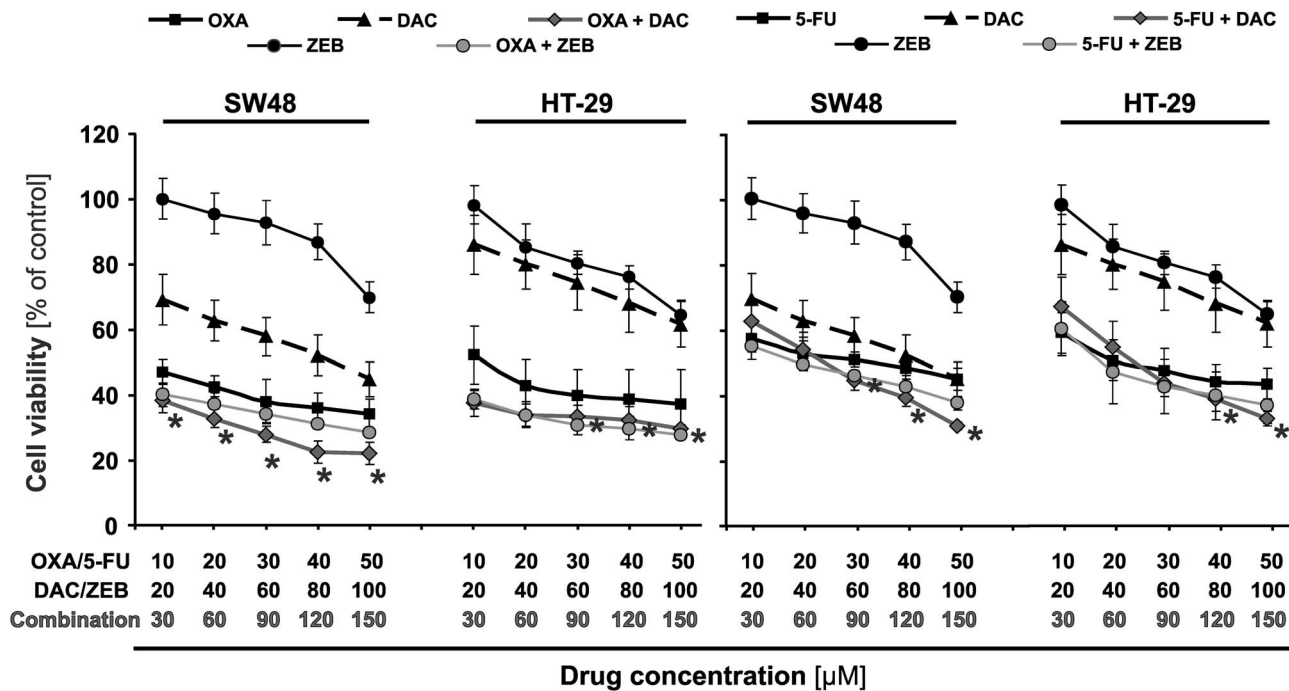 OXA DAC OXA + DAC
ZEB OXA + ZEB
5-FU DAC 5-FU + DAC
ZEB 5-FU + ZEB
SW48 HT-29 SW48 HT-29
Cell viability [% of control]
120
100
80
60
40
20
0
* * * * * * * * * * * * *
OXA/5-FU 10 20 30 40 50 10 20 30 40 50 10 20 30 40 50 10 20 30 40 50
DAC/ZEB 20 40 60 80 100 20 40 60 80 100 20 40 60 80 100 20 40 60 80 100
Combination 30 60 90 120 150 30 60 90 120 150 30 60 90 120 150 30 60 90 120 150
Drug concentration [µM]